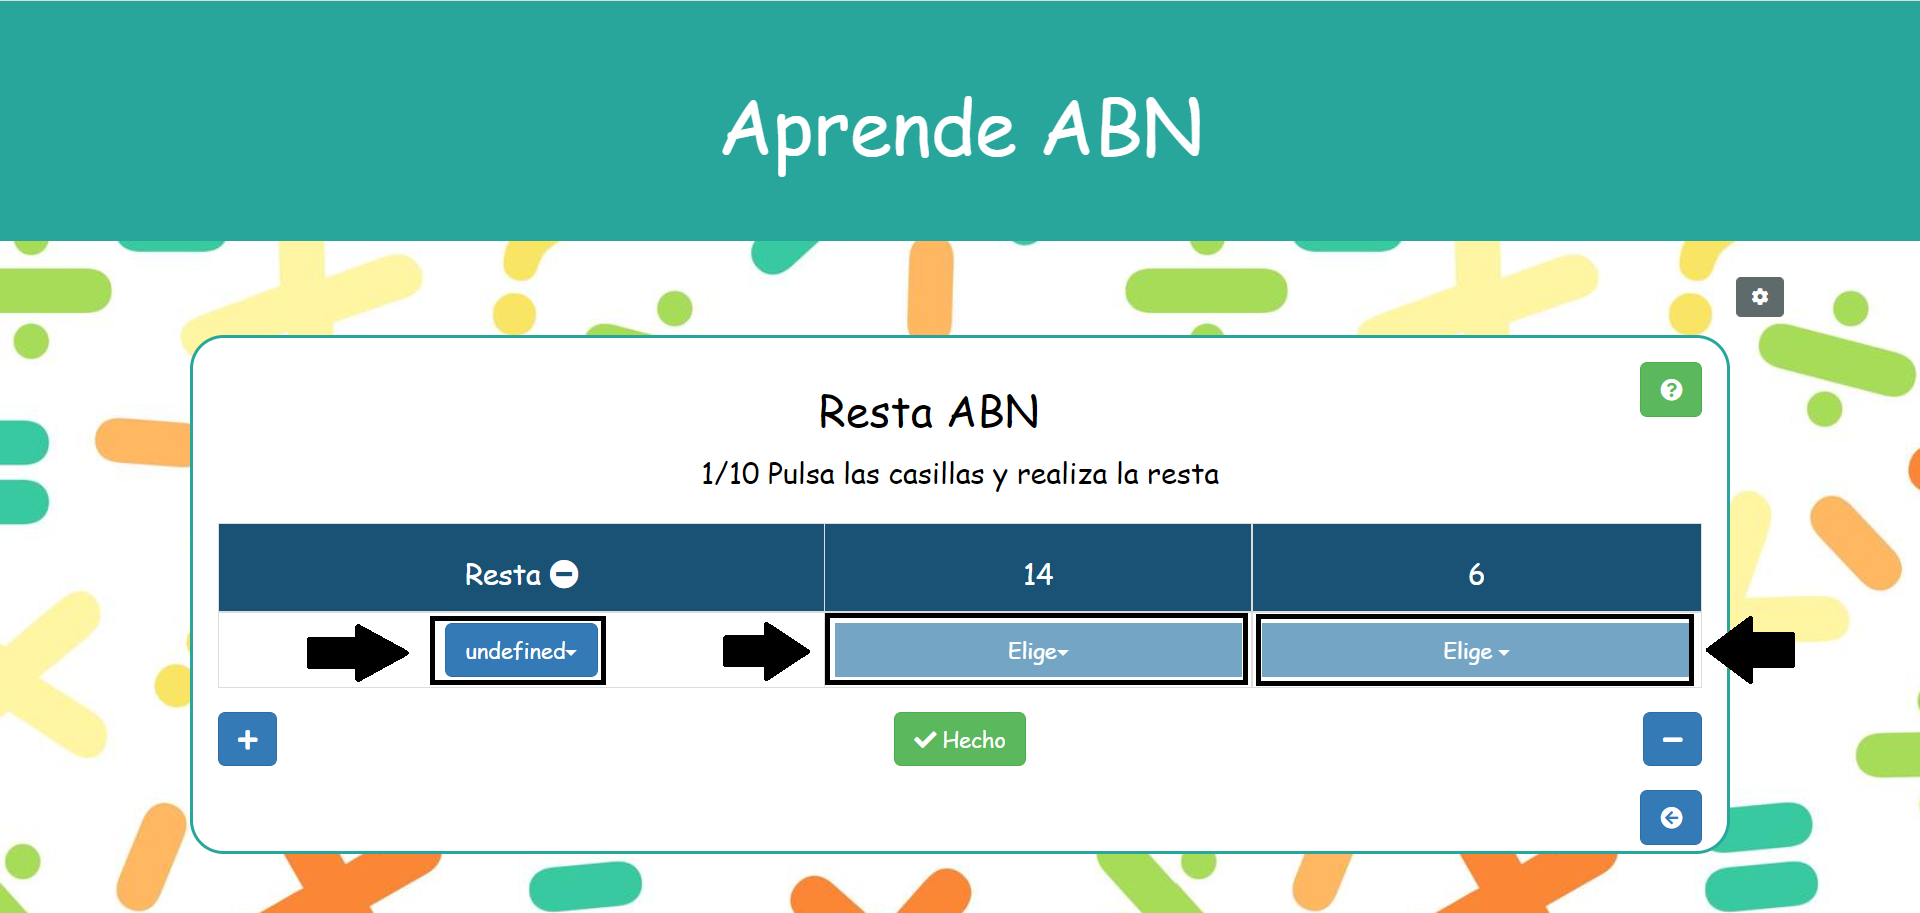 Aprende ABN
Resta ABN
1/10 Pulsa las casillas y realiza la resta
Resta 14 6
undefined Elige Elige
Hecho